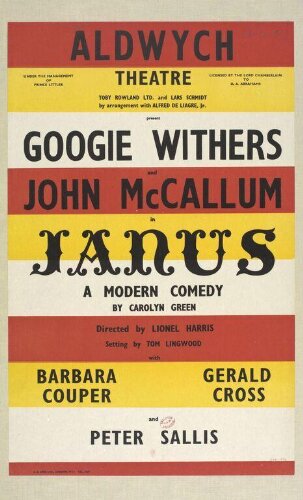 ALDWYCH
UNDER THE MANAGEMENT OF PRINCE LITTLER
THEATRE
LICENSED BY THE LORD CHAMBERLAIN TO D. A. ABRAHAMS
TOBY ROWLAND LTD. and LARS SCHMIDT
by arrangement with ALFRED DE LIAGRE, Jr.
present
GOOGIE WITHERS
and
JOHN McCALLUM
in
JANUS
A MODERN COMEDY
BY CAROLYN GREEN
Directed by LIONEL HARRIS
Setting by TOM LINGWOOD
with
BARBARA COUPER
GERALD CROSS
and
PETER SALLIS